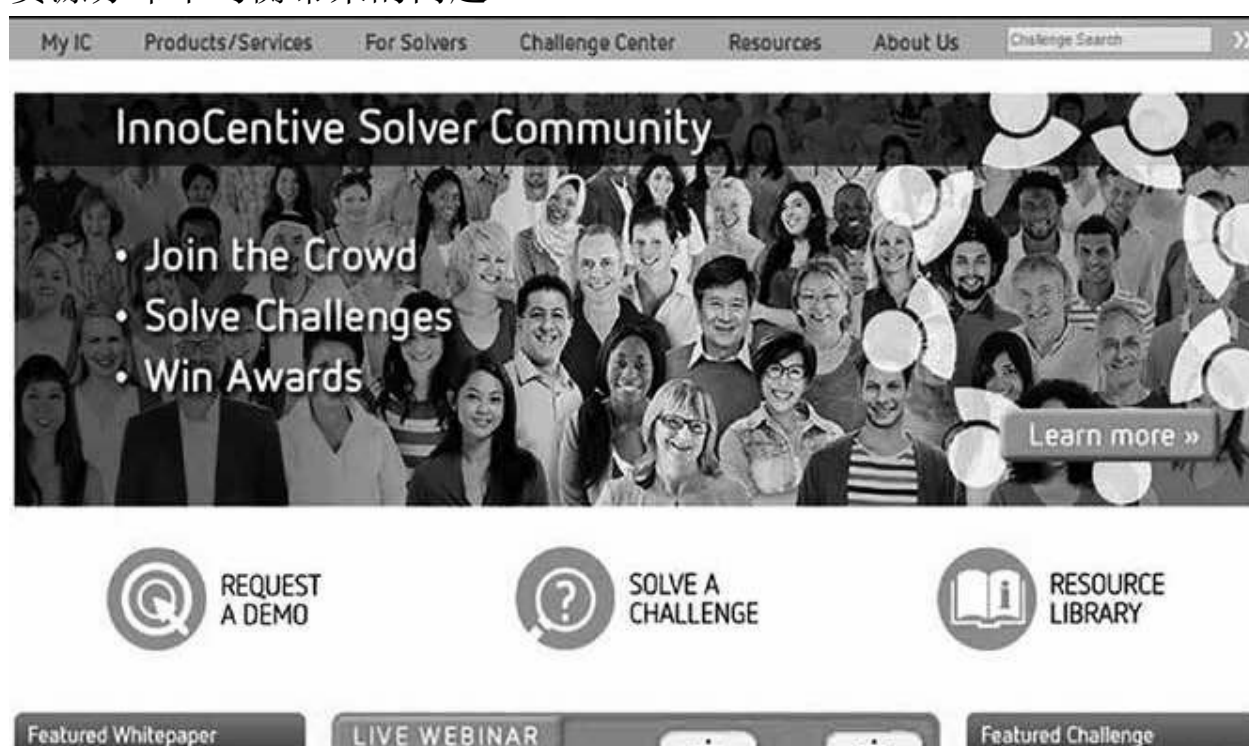 My IC Products/Services For Solvers Challenge Center Resources About Us Challenge Search »
InnoCentive Solver Community
• Join the Crowd
• Solve Challenges
• Win Awards
Learn more »
REQUEST
A DEMO
SOLVE A
CHALLENGE
RESOURCE
LIBRARY
Featured Whitepaper
LIVE WEBINAR
Featured Challenge